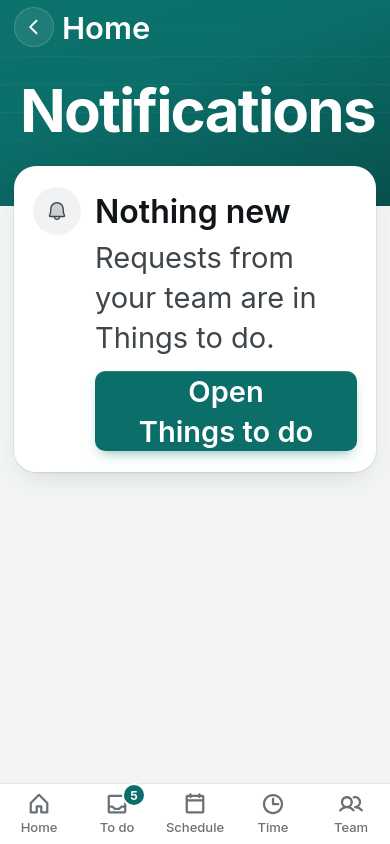 Home
Notifications
Nothing new
Requests from
your team are in
Things to do.
Open
Things to do
5
Home
To do
Schedule
Time
Team